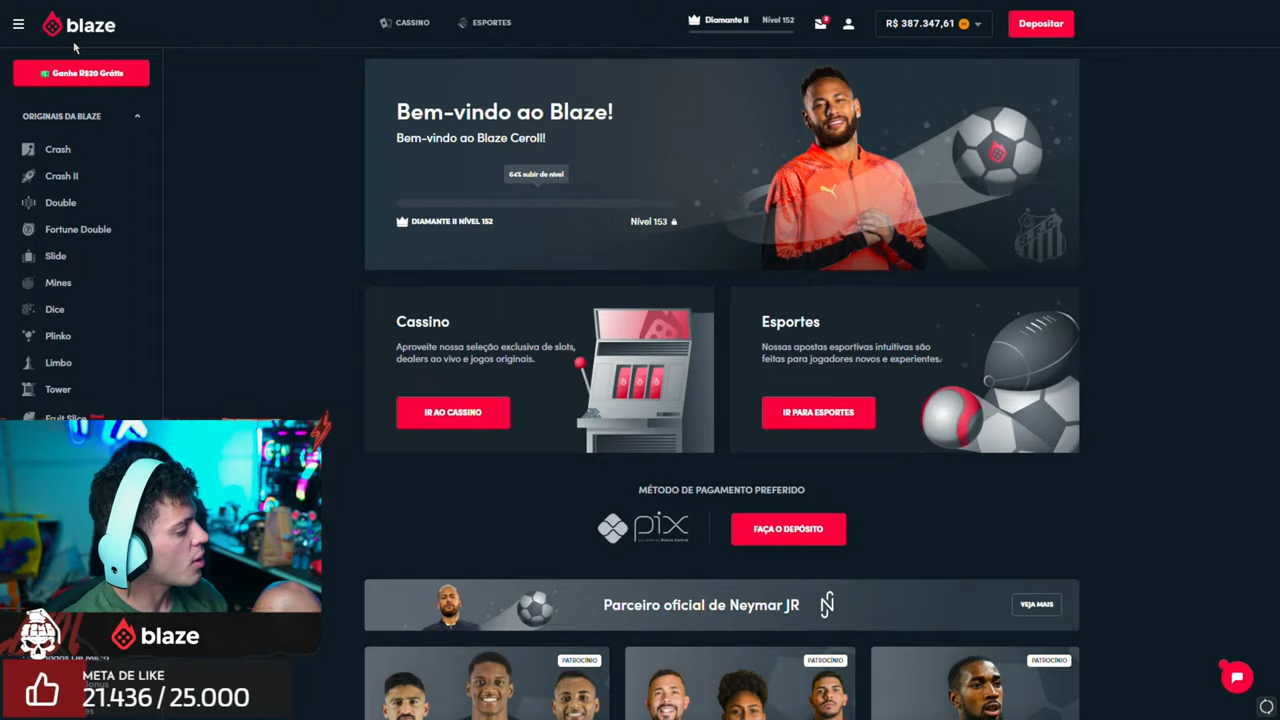 blaze
CASSINO
ESPORTES
Diamante II
Nível 152
3
R$ 387.347,61
Depositar
Ganhe R$20 Grátis
ORIGINAIS DA BLAZE
Crash
Crash II
Double
Fortune Double
Slide
Mines
Dice
Plinko
Limbo
Tower
Fruit Slice
Bem-vindo ao Blaze!
Bem-vindo ao Blaze Ceroll!
64% subir de nível
DIAMANTE II NÍVEL 152
Nível 153
Cassino
Aproveite nossa seleção exclusiva de slots,
dealers ao vivo e jogos originais.
IR AO CASSINO
Esportes
Nossas apostas esportivas intuitivas são
feitas para jogadores novos e experientes.
IR PARA ESPORTES
MÉTODO DE PAGAMENTO PREFERIDO
pix
FAÇA O DEPÓSITO
Parceiro oficial de Neymar JR
VEJA MAIS
PATROCÍNIO
PATROCÍNIO
PATROCÍNIO
blaze
META DE LIKE
21.436 / 25.000